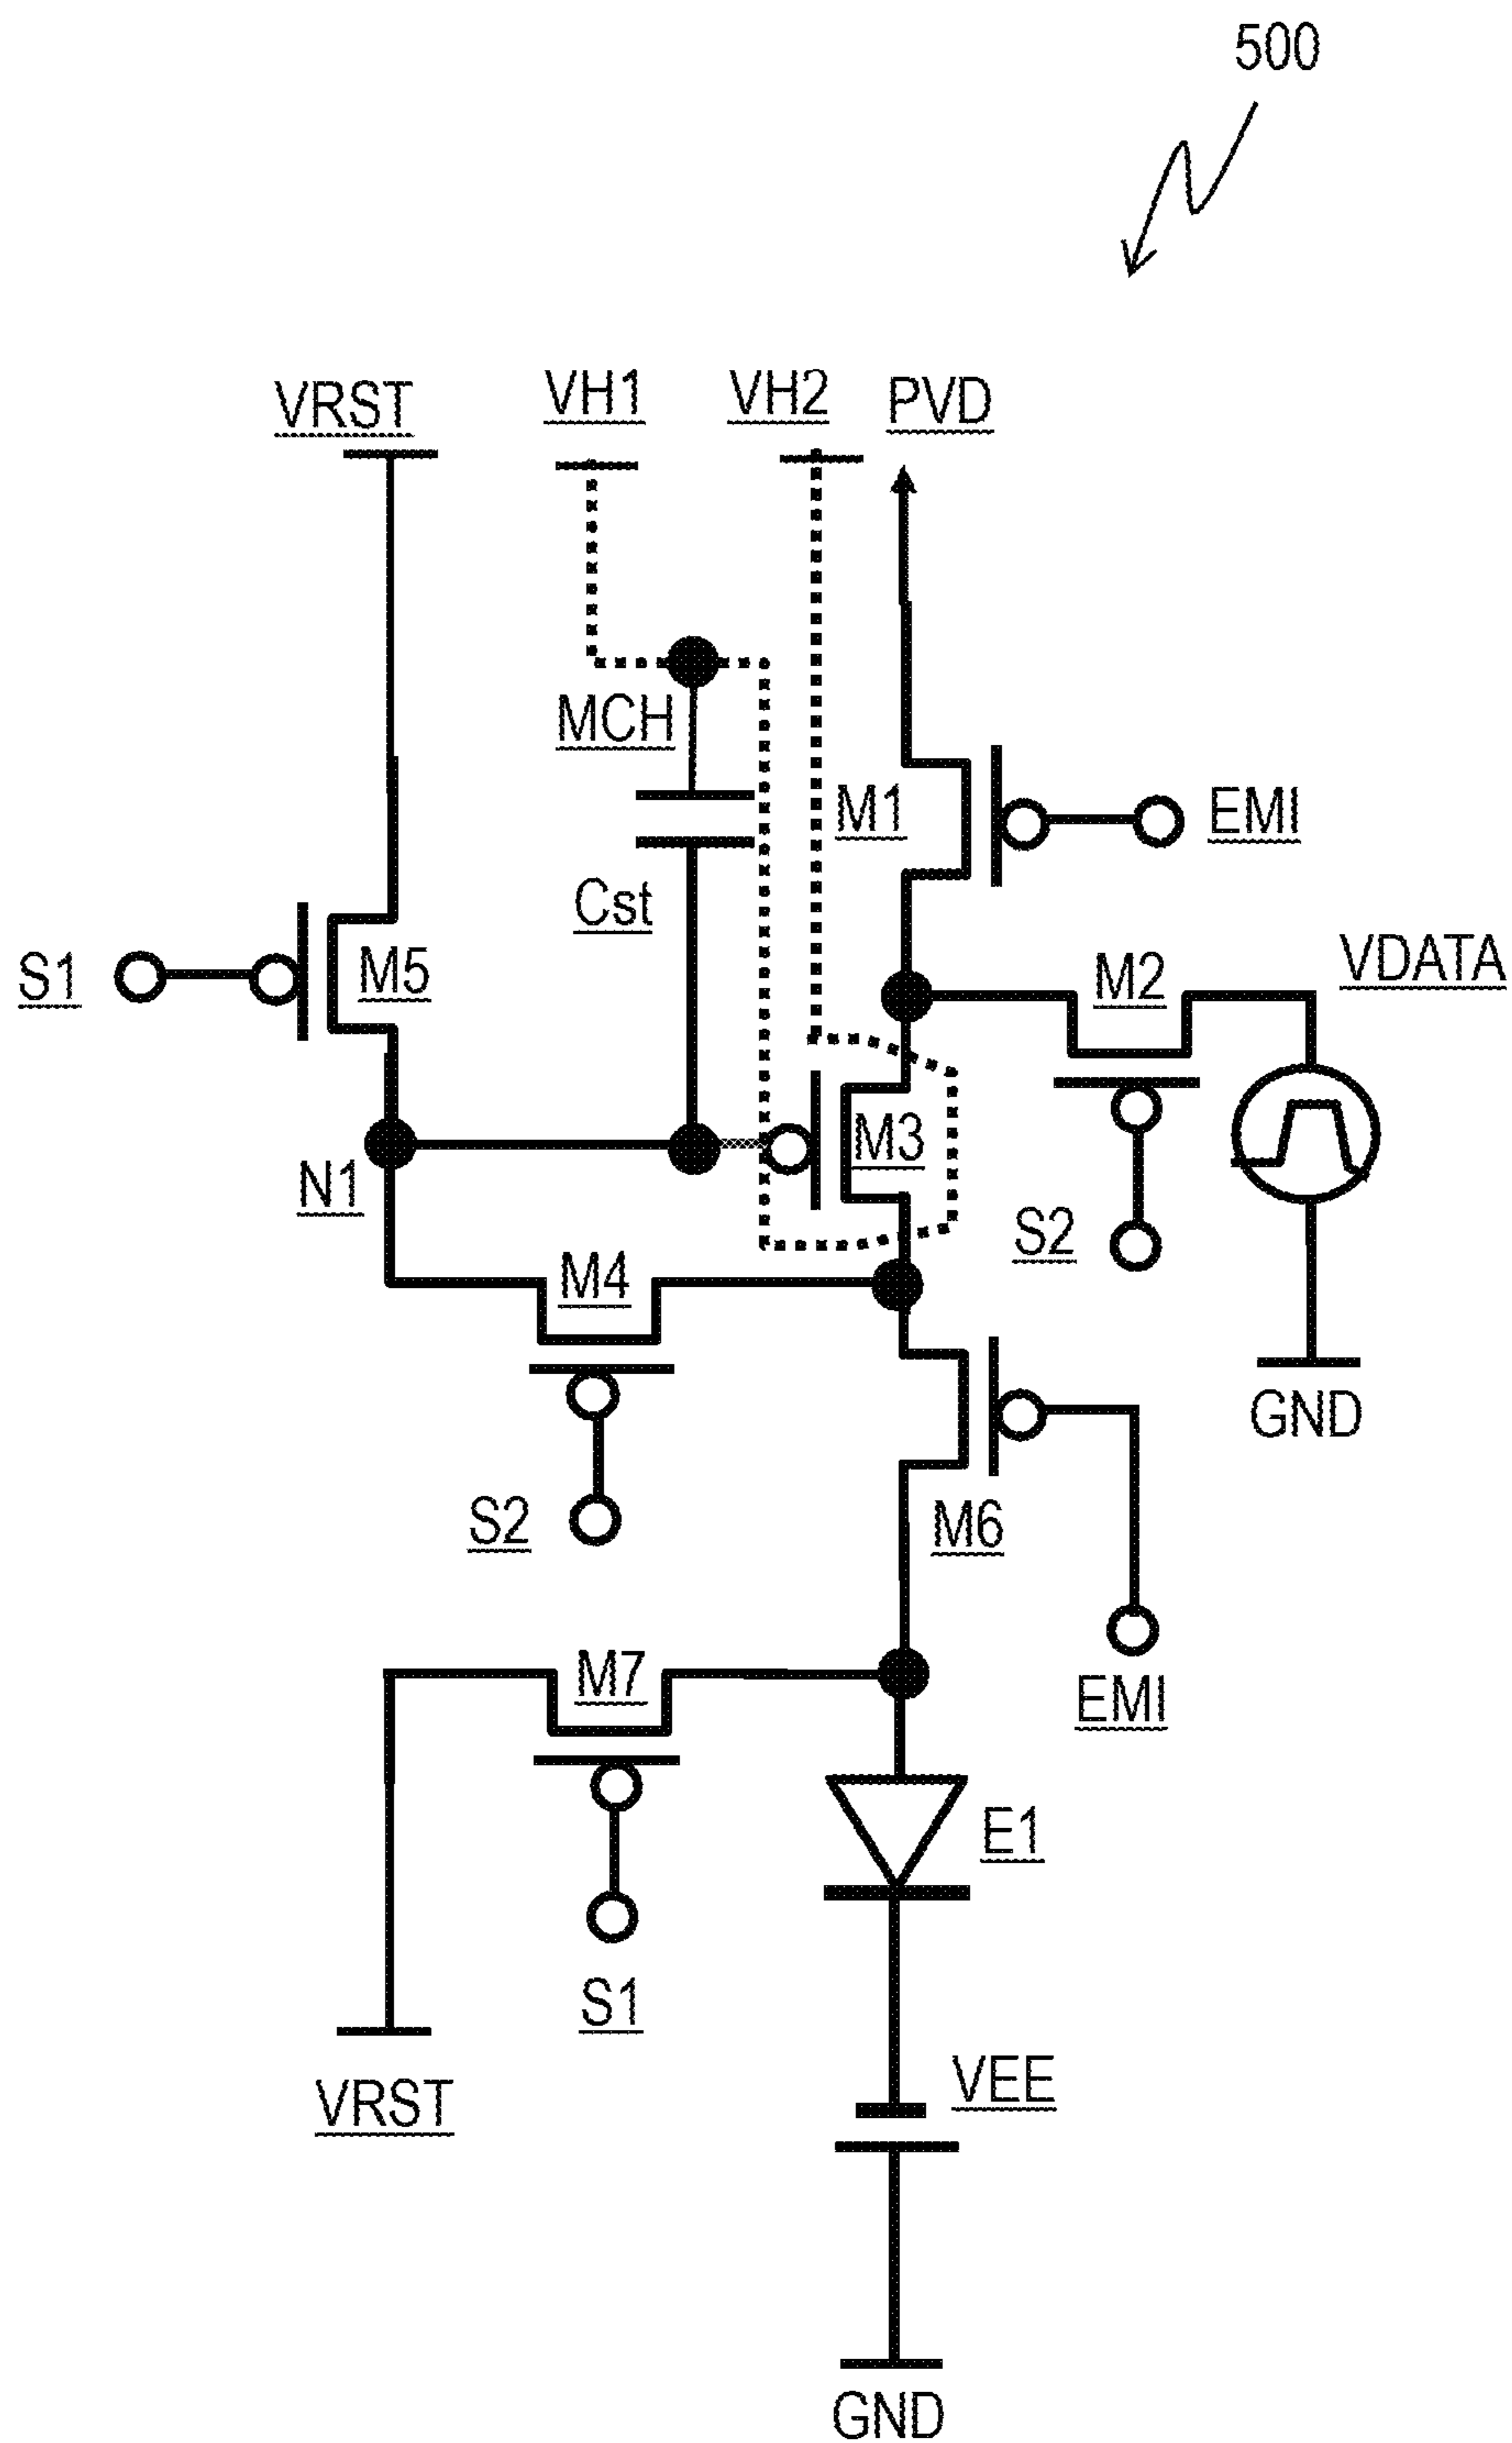 500
VRST VH1 VH2 PVD
MCH
M1 EMI
Cst
S1 M5 M2 VDATA
M3
N1
S2
M4
GND
S2 M6
M7 EMI
E1
S1
VRST VEE
GND